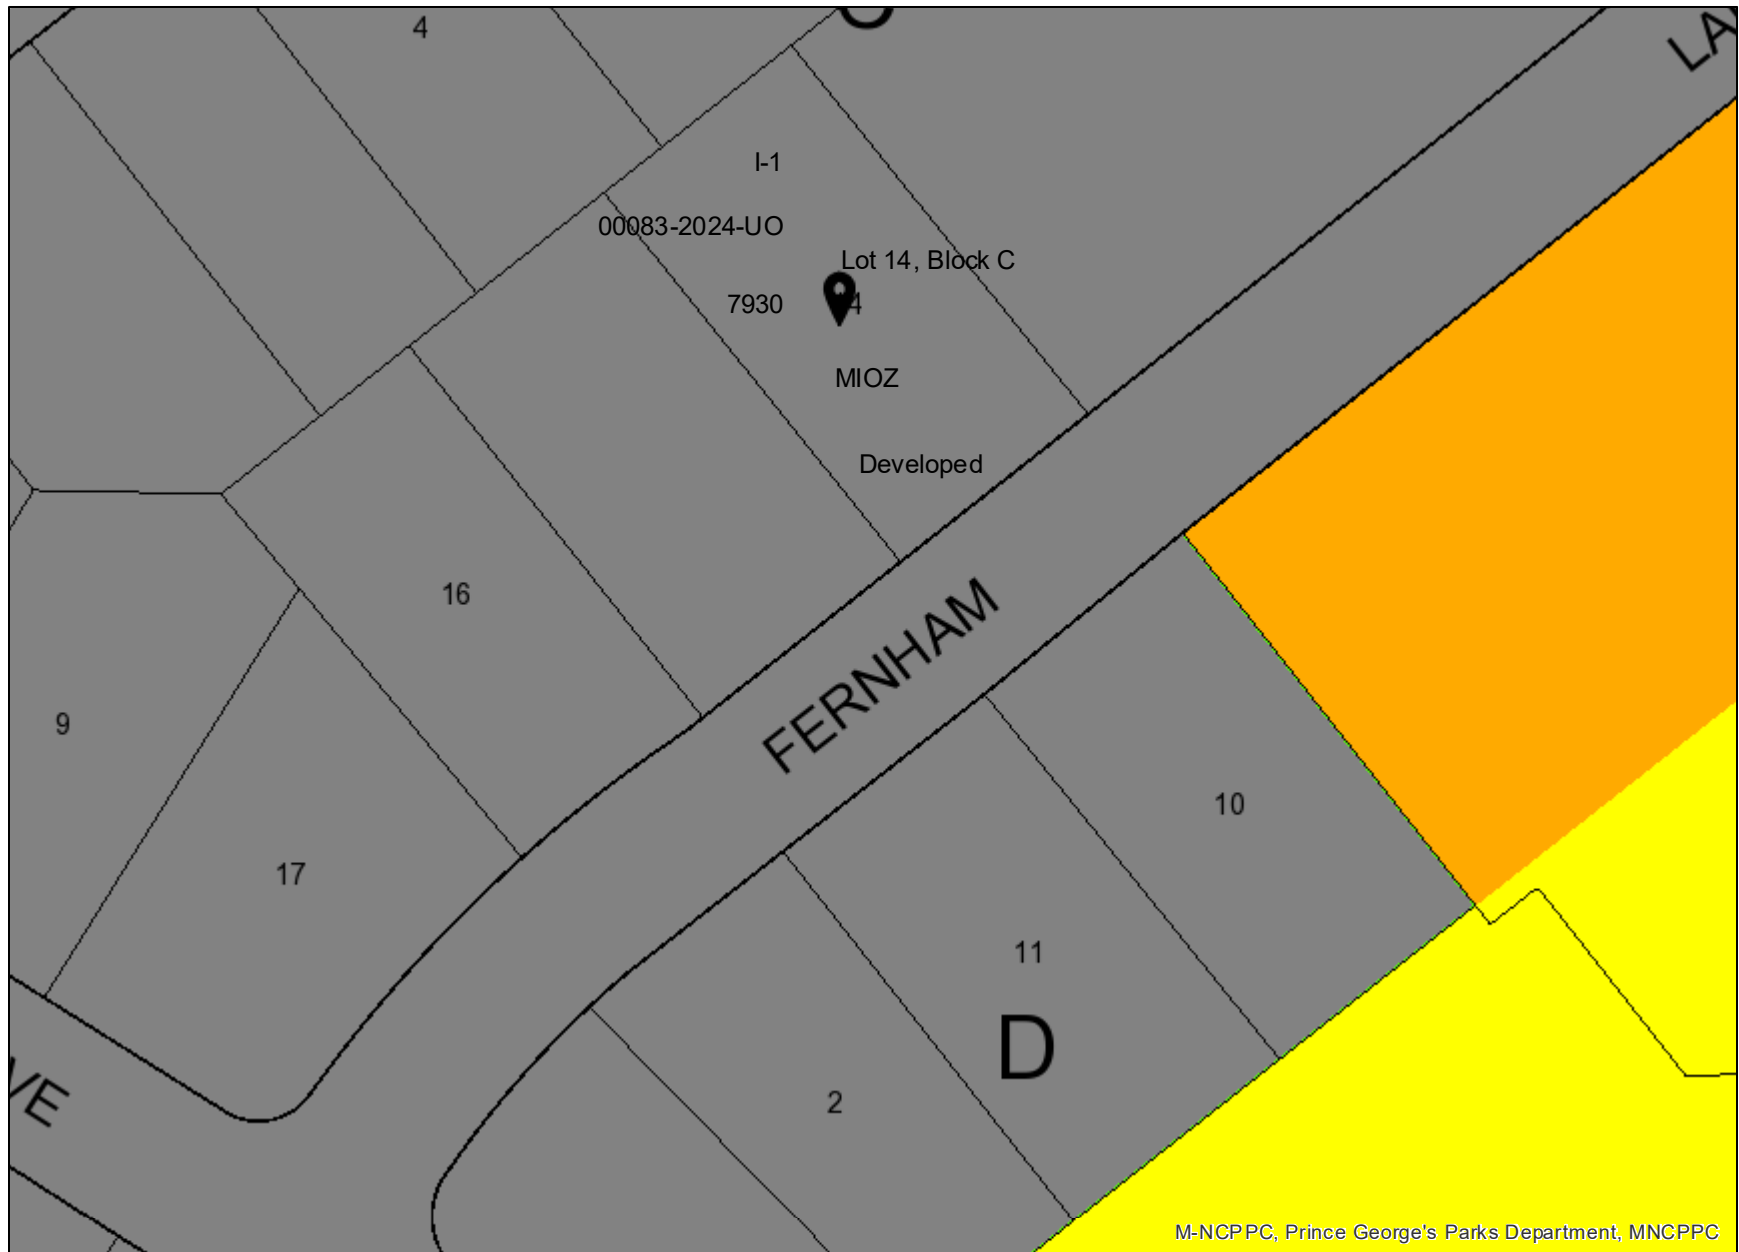 4
I-1
00083-2024-UO
Lot 14, Block C
7930
4
MIOZ
Developed
16
FERNHAM
9
10
17
11
D
2
VE
M-NCPPC, Prince George's Parks Department, MNCPPC